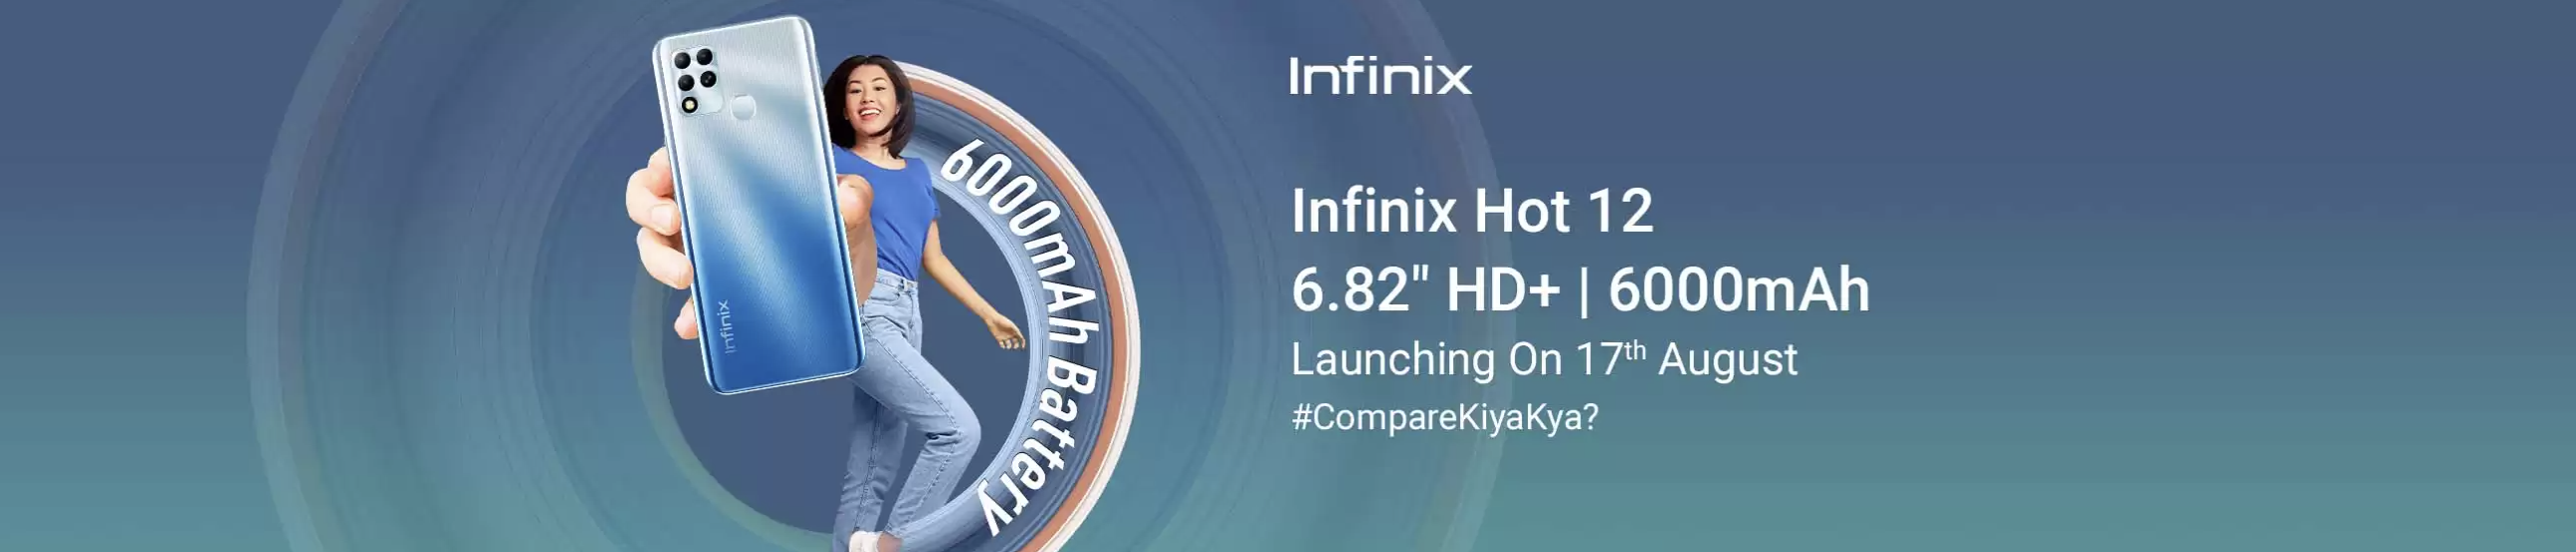 Infinix
6000mAh Battery
Infinix
Infinix Hot 12
6.82" HD+ | 6000mAh
Launching On 17th August
#CompareKiyaKya?